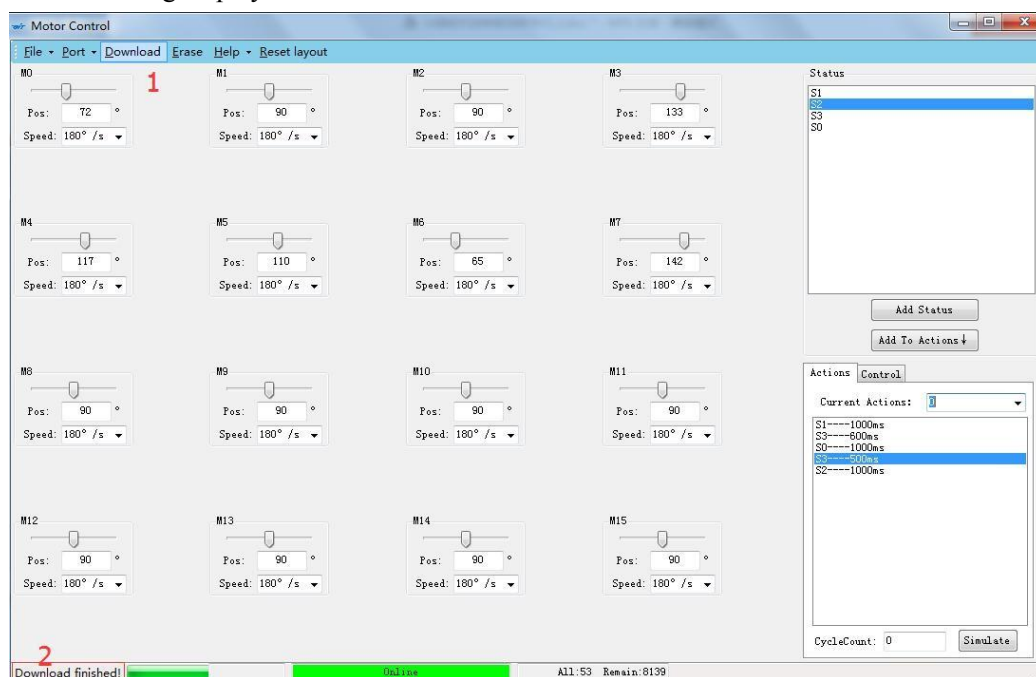 Motor Control
File Port Download Erase Help Reset layout
1
M0 M1 M2 M3
Pos: 72 ° Pos: 90 ° Pos: 90 ° Pos: 133 °
Speed: 180° /s Speed: 180° /s Speed: 180° /s Speed: 180° /s
M4 M5 M6 M7
Pos: 117 ° Pos: 110 ° Pos: 65 ° Pos: 142 °
Speed: 180° /s Speed: 180° /s Speed: 180° /s Speed: 180° /s
M8 M9 M10 M11
Pos: 90 ° Pos: 90 ° Pos: 90 ° Pos: 90 °
Speed: 180° /s Speed: 180° /s Speed: 180° /s Speed: 180° /s
M12 M13 M14 M15
Pos: 90 ° Pos: 90 ° Pos: 90 ° Pos: 90 °
Speed: 180° /s Speed: 180° /s Speed: 180° /s Speed: 180° /s
Status
S1
S2
S3
S0
Add Status
Add To Actions↓
Actions Control
Current Actions: 0
S1----1000ms
S3----600ms
S0----1000ms
S3----500ms
S2----1000ms
CycleCount: 0 Simulate
2
Download finished! Online All:53 Remain:8139